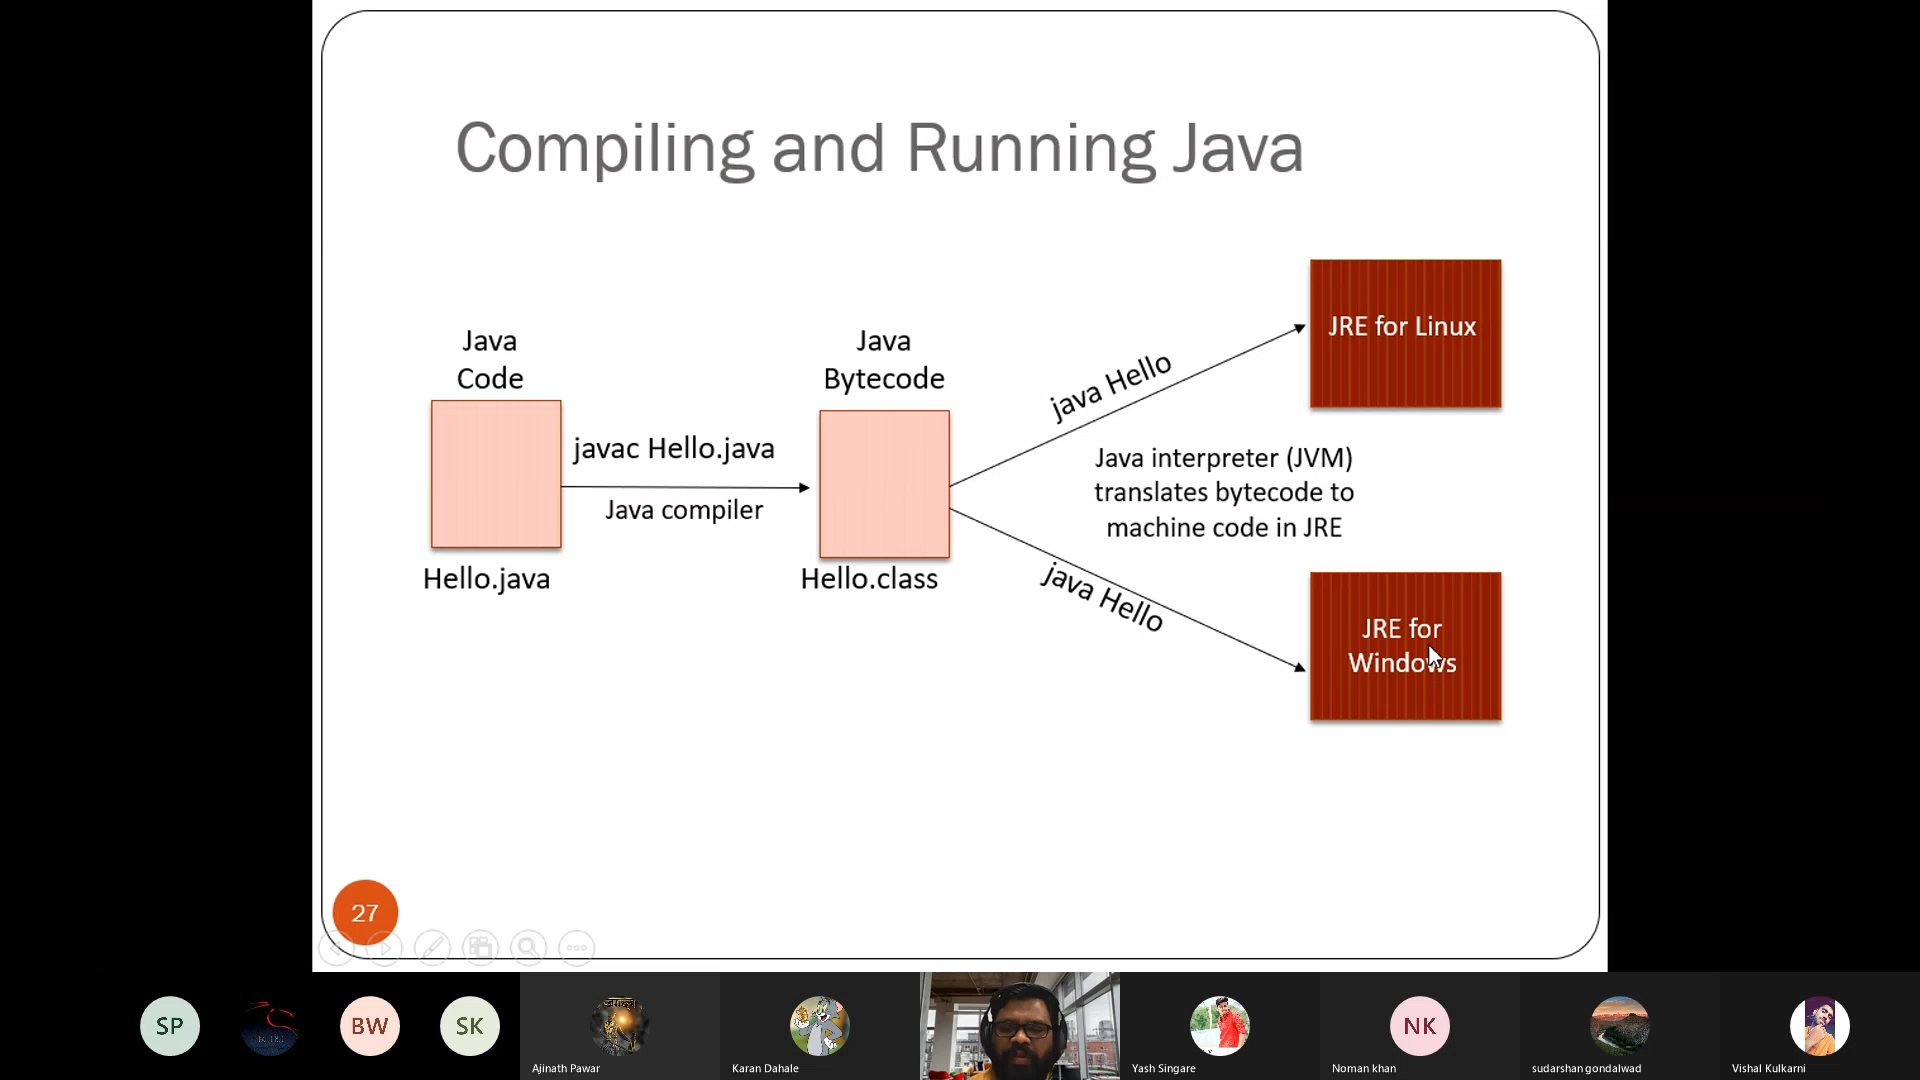 Compiling and Running Java
Java
Code
Java
Bytecode
JRE for Linux
java Hello
javac Hello.java
Java compiler
Java interpreter (JVM)
translates bytecode to
machine code in JRE
Hello.java
Hello.class
java Hello
JRE for
Windows
27
SP
BW
SK
NK
Ajinath Pawar
Karan Dahale
Yash Singare
Noman khan
sudarshan gondalwad
Vishal Kulkarni